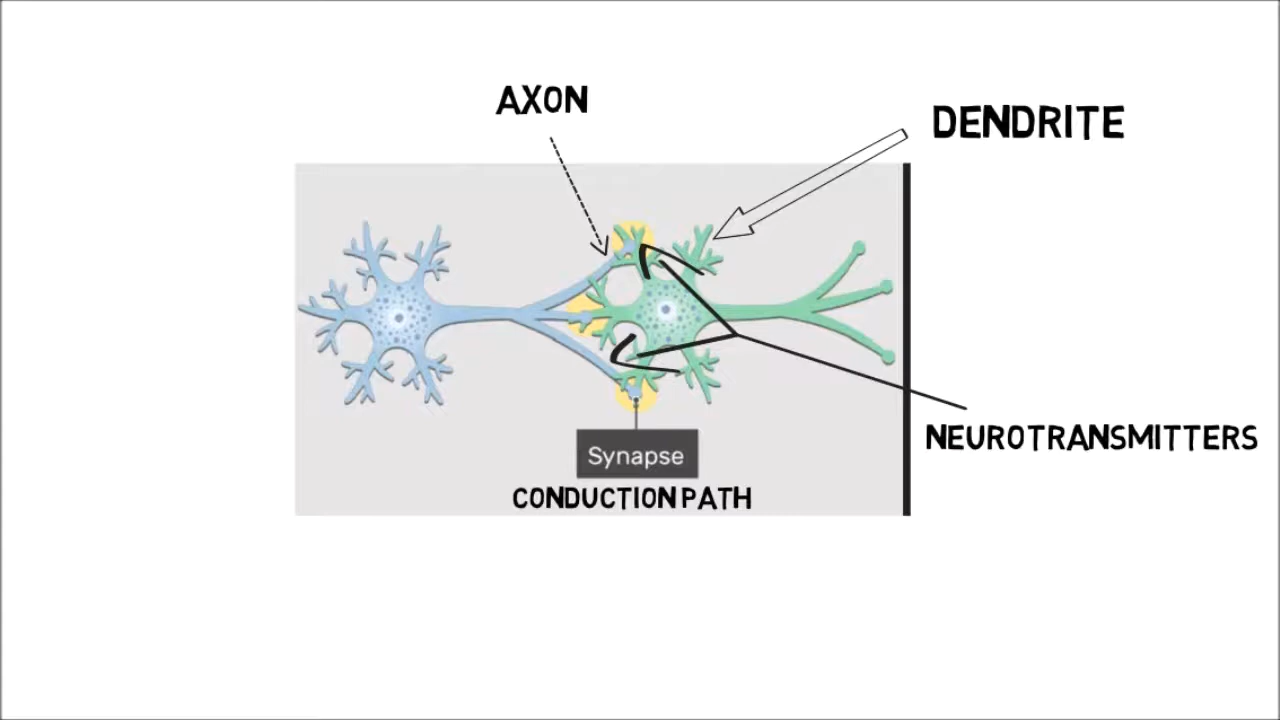 AXON
DENDRITE
NEUROTRANSMITTERS
Synapse
CONDUCTION PATH